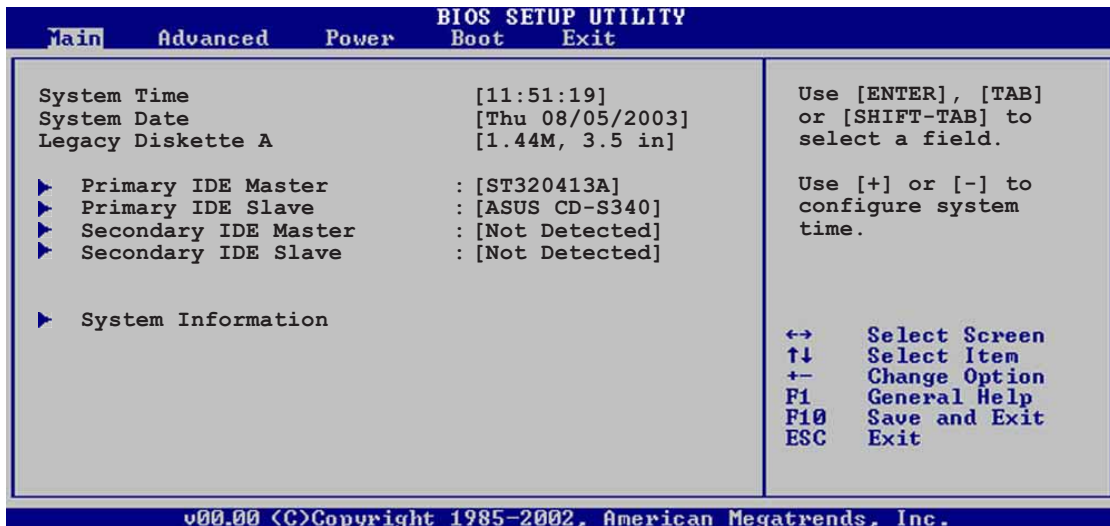 BIOS SETUP UTILITY
Main Advanced Power Boot Exit
System Time [11:51:19]
System Date [Thu 08/05/2003]
Legacy Diskette A [1.44M, 3.5 in]
Primary IDE Master : [ST320413A]
Primary IDE Slave : [ASUS CD-S340]
Secondary IDE Master : [Not Detected]
Secondary IDE Slave : [Not Detected]
System Information
Use [ENTER], [TAB]
or [SHIFT-TAB] to
select a field.
Use [+] or [-] to
configure system
time.
←→ Select Screen
↑↓ Select Item
+- Change Option
F1 General Help
F10 Save and Exit
ESC Exit
v00.00 (C)Copyright 1985-2002, American Megatrends, Inc.